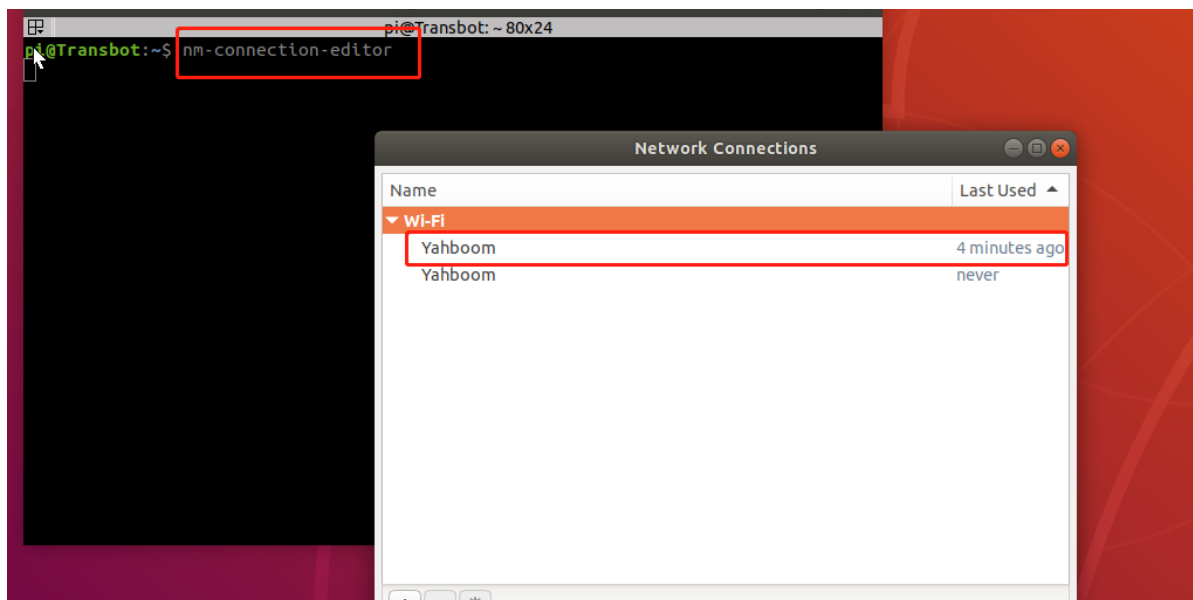 pi@Transbot: ~ 80x24
pi@Transbot:~$ nm-connection-editor
Network Connections
Name Last Used
Wi-Fi
Yahboom 4 minutes ago
Yahboom never